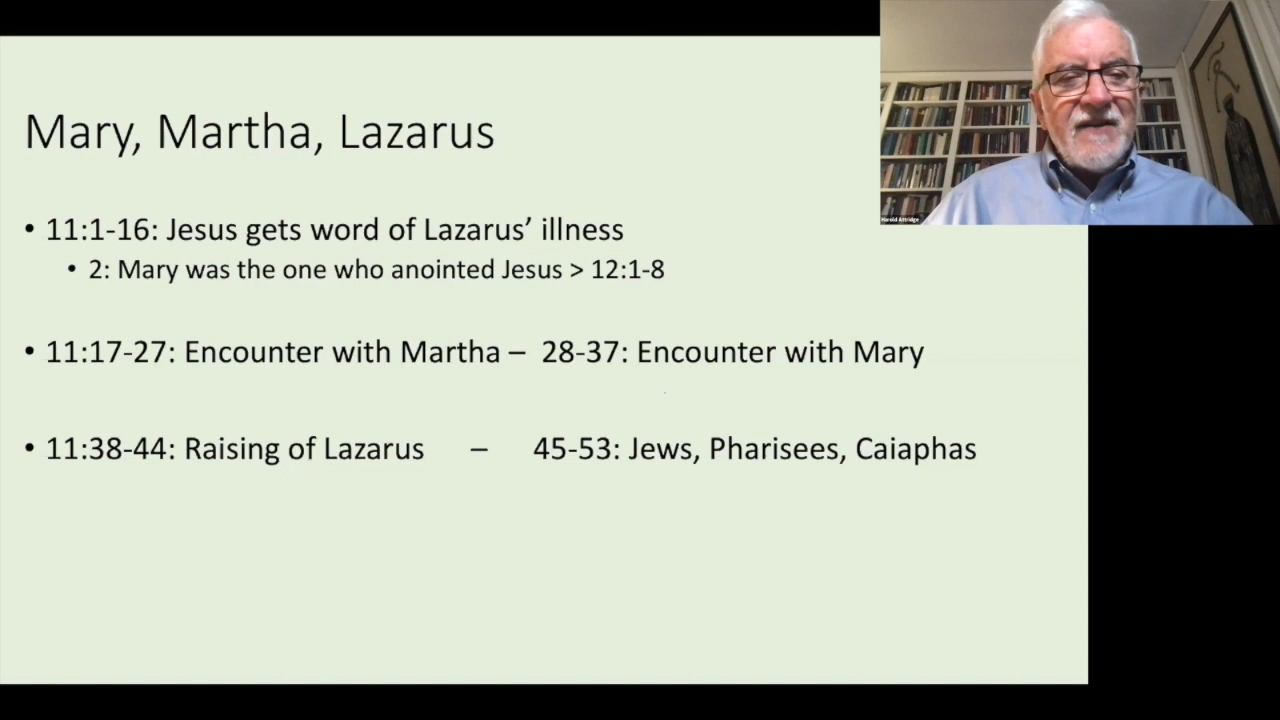 Mary, Martha, Lazarus
• 11:1-16: Jesus gets word of Lazarus’ illness
• 2: Mary was the one who anointed Jesus > 12:1-8
• 11:17-27: Encounter with Martha – 28-37: Encounter with Mary
• 11:38-44: Raising of Lazarus – 45-53: Jews, Pharisees, Caiaphas
Harold Attridge